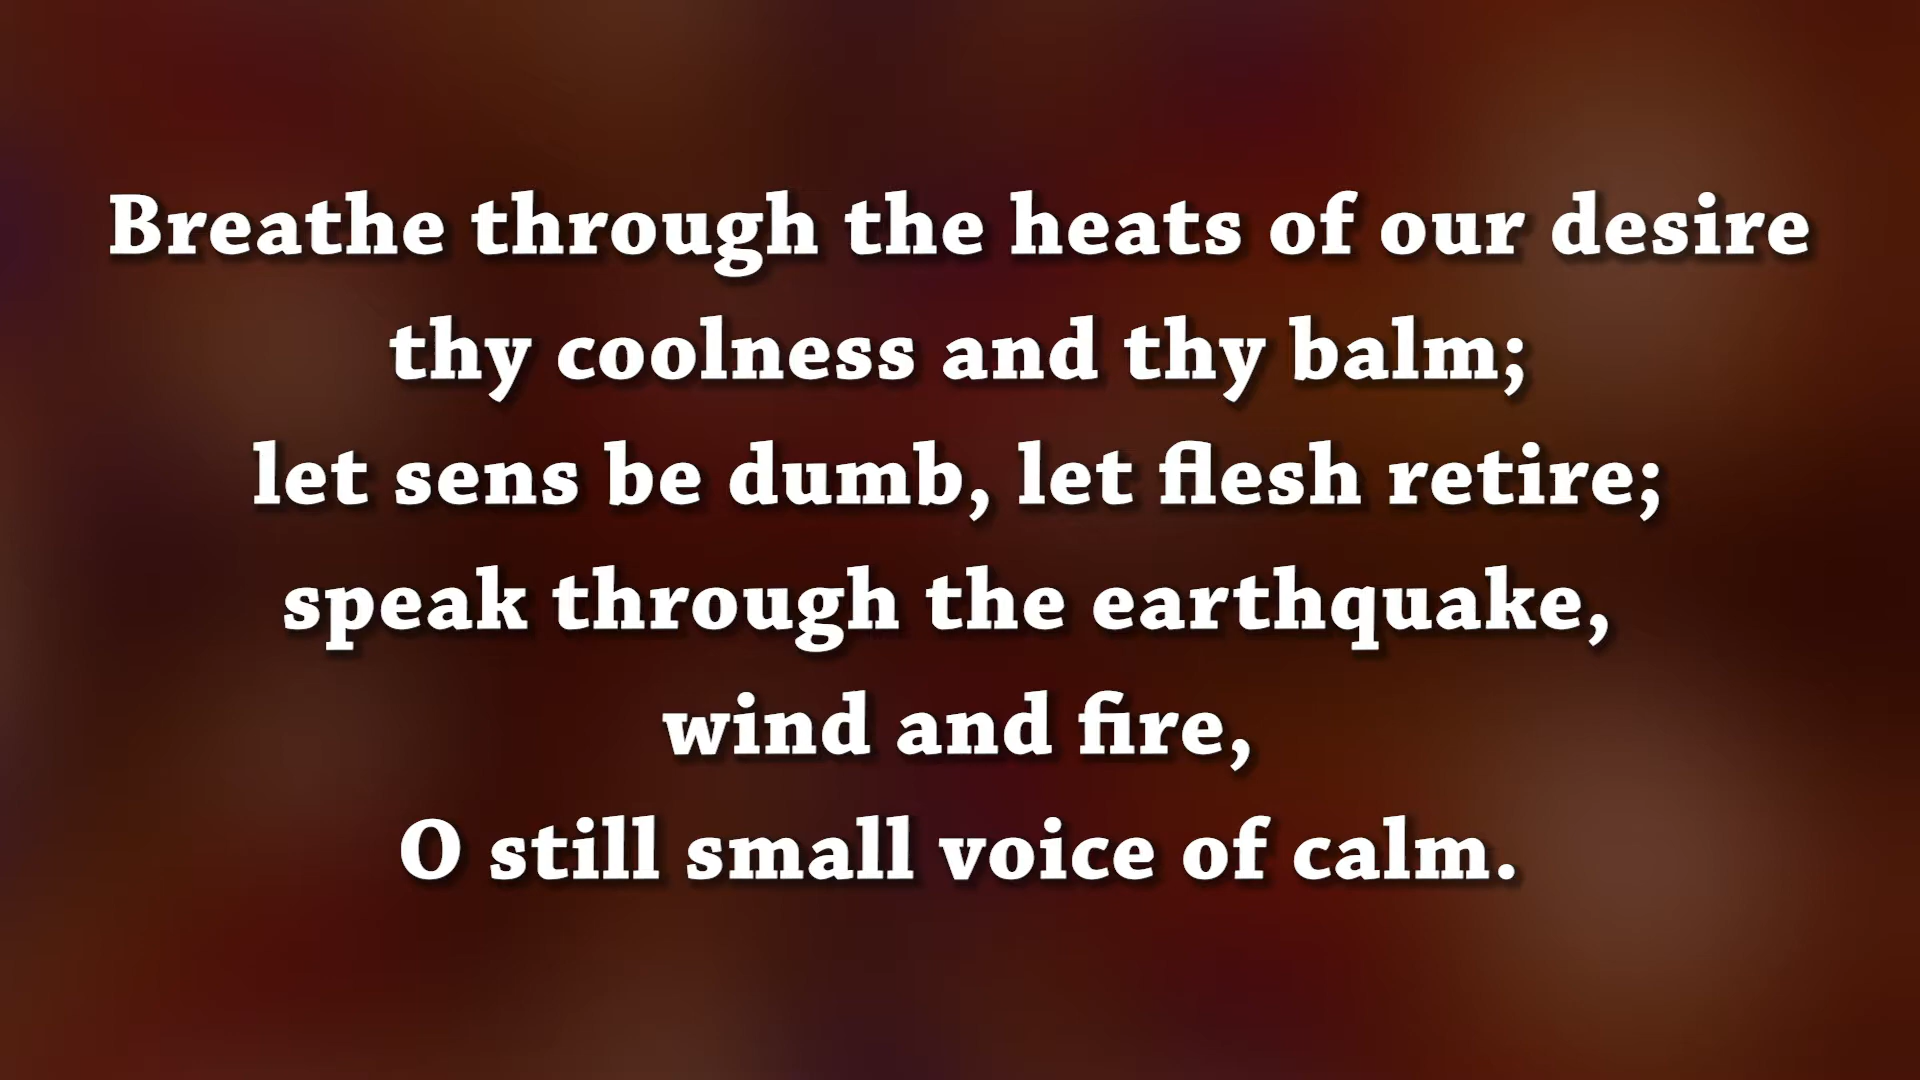 Breathe through the heats of our desire
thy coolness and thy balm;
let sens be dumb, let flesh retire;
speak through the earthquake,
wind and fire,
O still small voice of calm.